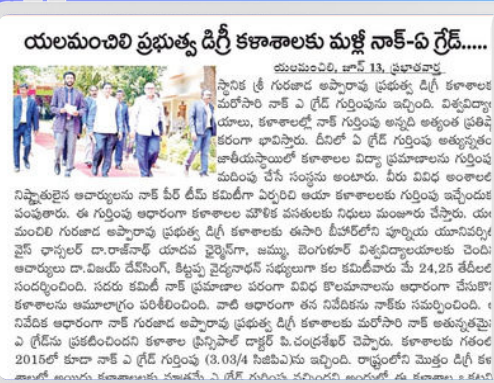 యలమంచిలి ప్రభుత్వ డిగ్రీ కళాశాలకు మళ్లీ నాక్-ఏ గ్రేడ్.....
యలమంచిలి, జూన్ 13, ప్రభాతవార్త
స్థానిక శ్రీ గురజాడ అప్పారావు ప్రభుత్వ డిగ్రీ కళాశాలక
మరోసారి నాక్ ఎ గ్రేడ్ గుర్తింపును ఇచ్చింది. విశ్వవిద్యా
యాలు, కళాశాలల్లో నాక్ గుర్తింపు అన్నది అత్యంత ప్రతిష్
కరంగా భావిస్తారు. దీనిలో ఏ గ్రేడ్ గుర్తింపు అత్యున్నతం
జాతీయస్థాయిలో కళాశాలల విద్యా ప్రమాణాలను గుర్తింపు
మదింపు చేసే సంస్థను అంటారు. వీరు వివిధ అంశాలలో
నిష్ణాతులైన ఆచార్యులను నాక్ పీర్ టీమ్ కమిటీగా ఏర్పరిచి ఆయా కళాశాలలకు గుర్తింపు ఇచ్చేందుక
పంపుతారు. ఈ గుర్తింపు ఆధారంగా కళాశాలల మౌళిక వసతులకు నిధులు మంజూరు చేస్తారు. యల
మంచిలి గురజాడ అప్పారావు ప్రభుత్వ డిగ్రీ కళాశాలకు ఈసారి బీహార్‌లోని పూర్నియ యూనివర్సిటీ
వైస్ ఛాన్సలర్ డా.రాజ్‌నాథ్ యాదవ ఛైర్మెన్‌గా, జమ్ము, బెంగుళూర్ విశ్వవిద్యాలయాలకు చెందిన
ఆచార్యులు డా.విజయ్ దేవ్‌సింగ్, కిట్టప్ప వైద్యనాథన్ సభ్యులుగా కల కమిటీవారు మే 24,25 తేదీలల
సందర్శించింది. సదరు కమిటీ నాక్ ప్రమాణాల పరంగా వివిధ కొలమానాలను ఆధారంగా చేసుకొని
కళాశాలను ఆమూలాగ్రం పరిశీలించింది. వాటి ఆధారంగా తన నివేదికను నాక్‌కు సమర్పించింది.
నివేదిక ఆధారంగా నాక్ గురజాడ అప్పారావు ప్రభుత్వ డిగ్రీ కళాశాలకు మరోసారి నాక్ అత్యున్నతమైన
ఎ గ్రేడ్‌ను ప్రకటించిందని కళాశాల ప్రిన్సిపాల్ డాక్టర్ పి.చంద్రశేఖర్ చెప్పారు. కళాశాలకు గతంలో
2015లో కూడా నాక్ ఎ గ్రేడ్ గుర్తింపు (3.03/4 సిజిపిఎ)ను ఇచ్చింది. రాష్ట్రంలోని మొత్తం డిగ్రీ కళ